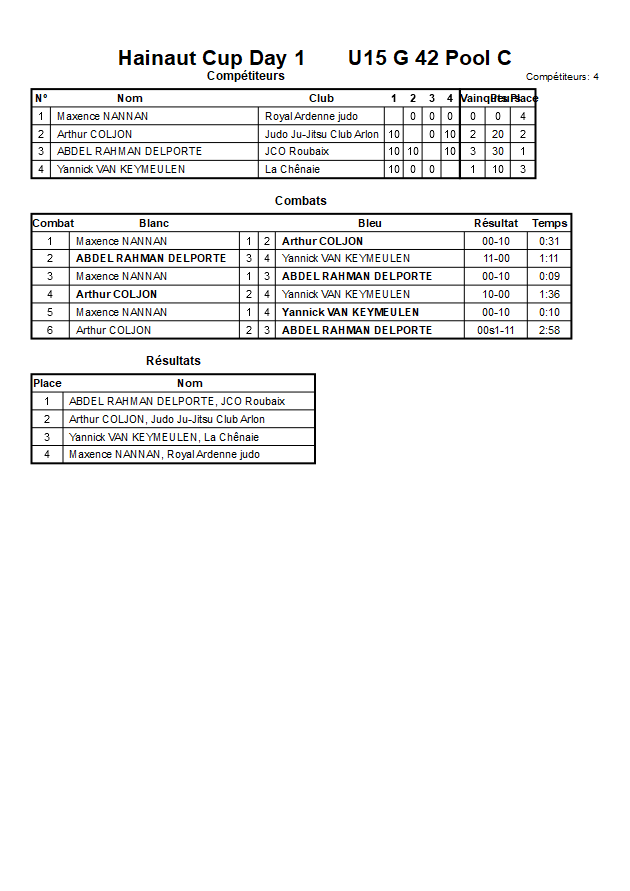 Hainaut Cup Day 1 U15 G 42 Pool C
Compétiteurs Compétiteurs: 4
N° Nom Club 1 2 3 4 Place
1 Maxence NANNAN Royal Ardenne judo 0 0 0 0 0 4
2 Arthur COLJON Judo Ju-Jitsu Club Arlon 10 0 10 2 20 2
3 ABDEL RAHMAN DELPORTE JCO Roubaix 10 10 10 3 30 1
4 Yannick VAN KEYMEULEN La Chênaie 10 0 0 1 10 3
Combats
Combat Blanc Bleu Résultat Temps
1 Maxence NANNAN 1 2 Arthur COLJON 00-10 0:31
2 ABDEL RAHMAN DELPORTE 3 4 Yannick VAN KEYMEULEN 11-00 1:11
3 Maxence NANNAN 1 3 ABDEL RAHMAN DELPORTE 00-10 0:09
4 Arthur COLJON 2 4 Yannick VAN KEYMEULEN 10-00 1:36
5 Maxence NANNAN 1 4 Yannick VAN KEYMEULEN 00-10 0:10
6 Arthur COLJON 2 3 ABDEL RAHMAN DELPORTE 00s1-11 2:58
Résultats
Place Nom
1 ABDEL RAHMAN DELPORTE, JCO Roubaix
2 Arthur COLJON, Judo Ju-Jitsu Club Arlon
3 Yannick VAN KEYMEULEN, La Chênaie
4 Maxence NANNAN, Royal Ardenne judo